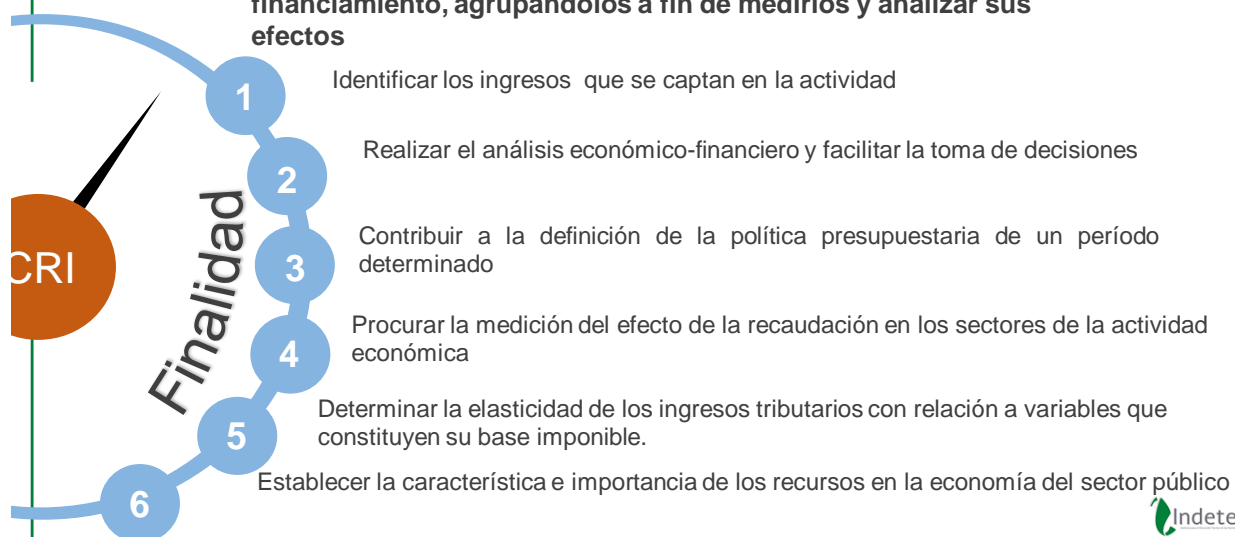 financiamiento, agrupándolos a fin de medirlos y analizar sus
efectos
1
Identificar los ingresos que se captan en la actividad
2
Realizar el análisis económico-financiero y facilitar la toma de decisiones
CRI
Finalidad
3
Contribuir a la definición de la política presupuestaria de un período
determinado
4
Procurar la medición del efecto de la recaudación en los sectores de la actividad
económica
5
Determinar la elasticidad de los ingresos tributarios con relación a variables que
constituyen su base imponible.
6
Establecer la característica e importancia de los recursos en la economía del sector público
Indete